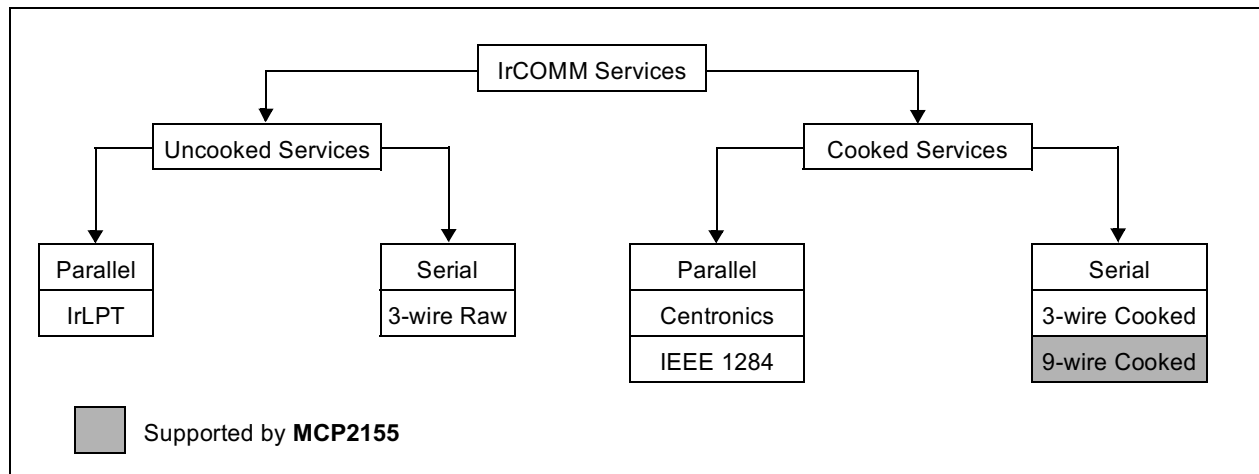 IrCOMM Services
Uncooked Services
Cooked Services
Parallel
IrLPT
Serial
3-wire Raw
Parallel
Centronics
IEEE 1284
Serial
3-wire Cooked
9-wire Cooked
Supported by MCP2155